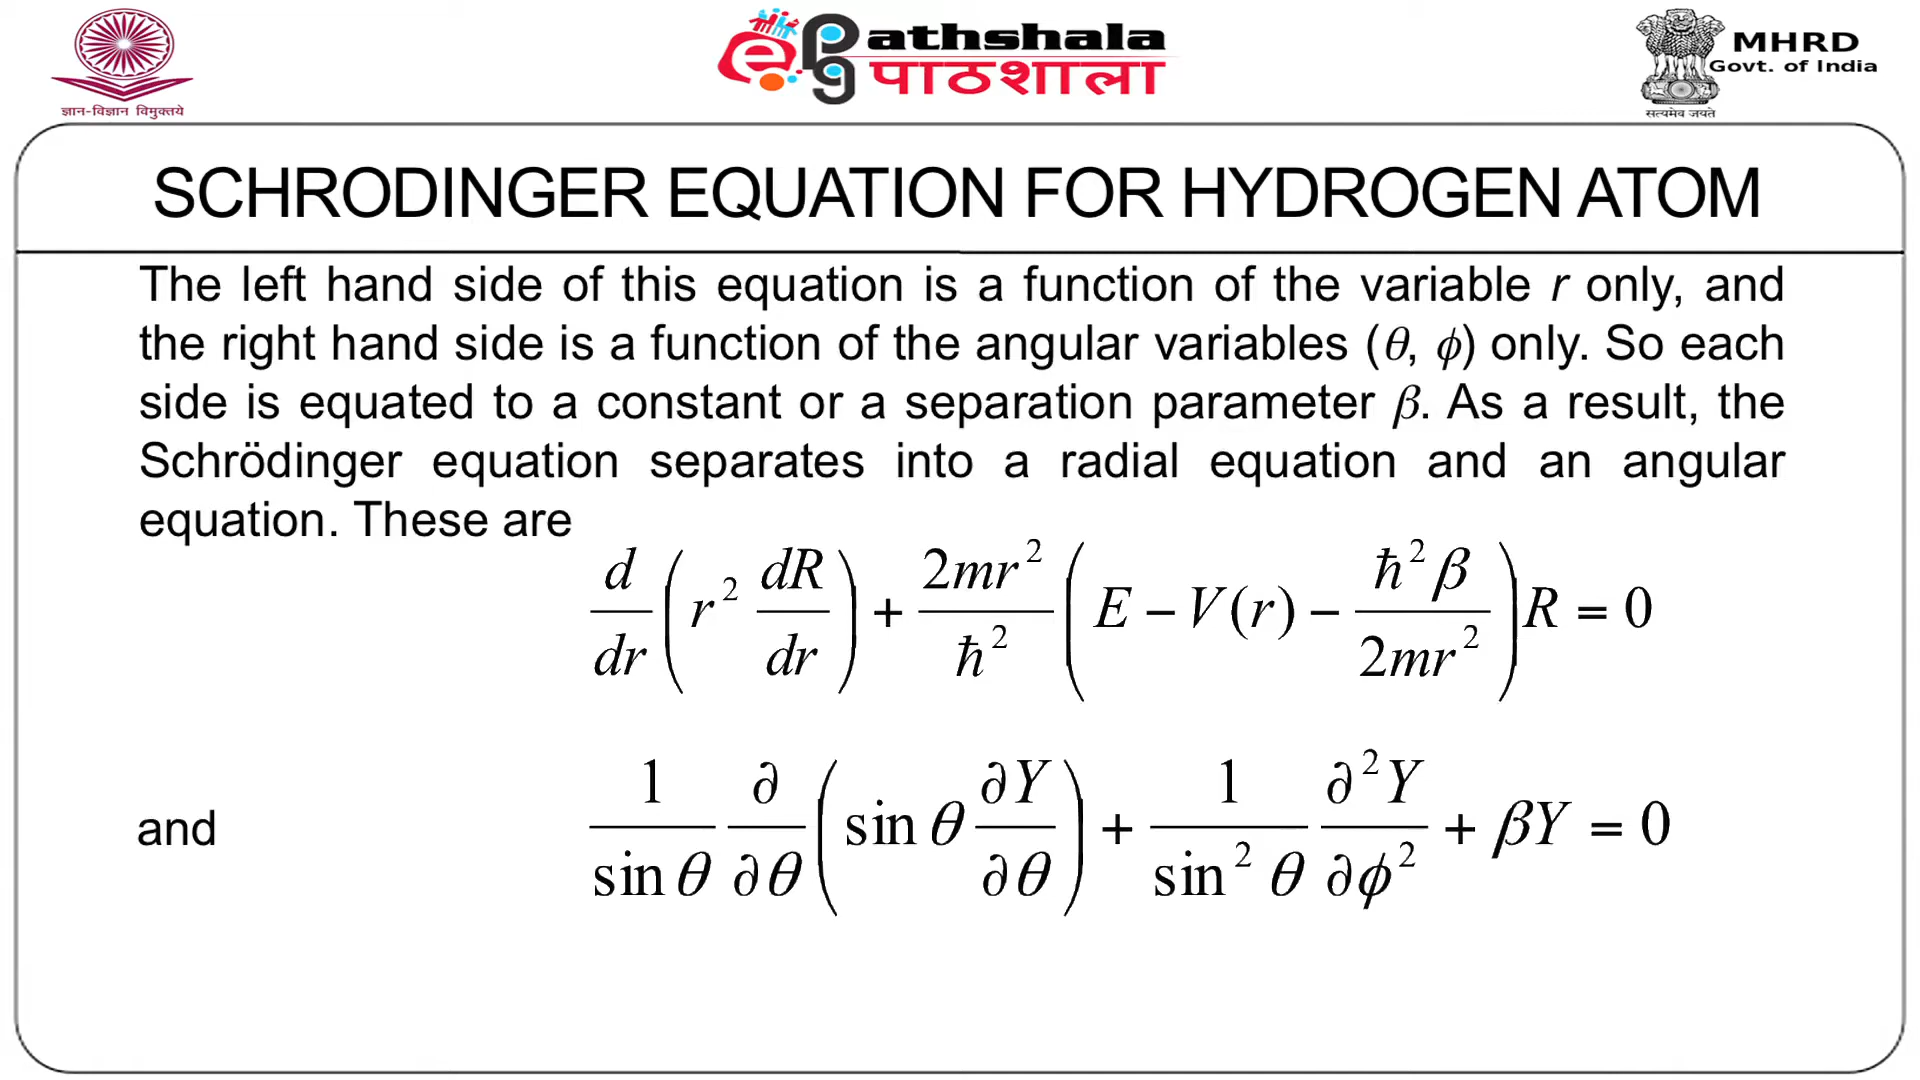 ज्ञान-विज्ञान विमुक्तये
ePathshala
पाठशाला
MHRD
Govt. of India
सत्यमेव जयते
SCHRODINGER EQUATION FOR HYDROGEN ATOM
The left hand side of this equation is a function of the variable r only, and
the right hand side is a function of the angular variables (θ, ϕ) only. So each
side is equated to a constant or a separation parameter β. As a result, the
Schrödinger equation separates into a radial equation and an angular
equation. These are
d/dr (r² dR/dr) + 2mr²/ħ² (E − V(r) − ħ²β/2mr²) R = 0
and 1/sin θ ∂/∂θ (sin θ ∂Y/∂θ) + 1/sin² θ ∂²Y/∂ϕ² + βY = 0